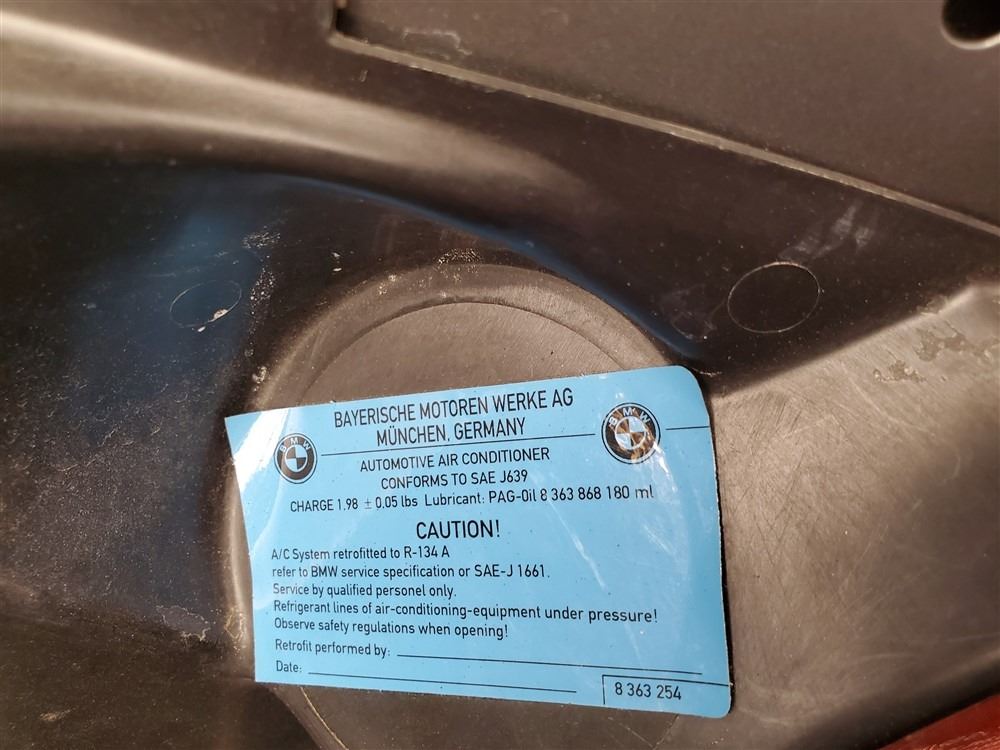 BAYERISCHE MOTOREN WERKE AG
MÜNCHEN, GERMANY
BMW
BMW
AUTOMOTIVE AIR CONDITIONER
CONFORMS TO SAE J639
CHARGE 1.98 ± 0.05 lbs Lubricant: PAG-Oil 8 363 868 180 ml
CAUTION!
A/C System retrofitted to R-134 A
refer to BMW service specification or SAE-J 1661.
Service by qualified personel only.
Refrigerant lines of air-conditioning-equipment under pressure!
Observe safety regulations when opening!
Retrofit performed by:
Date:
8 363 254